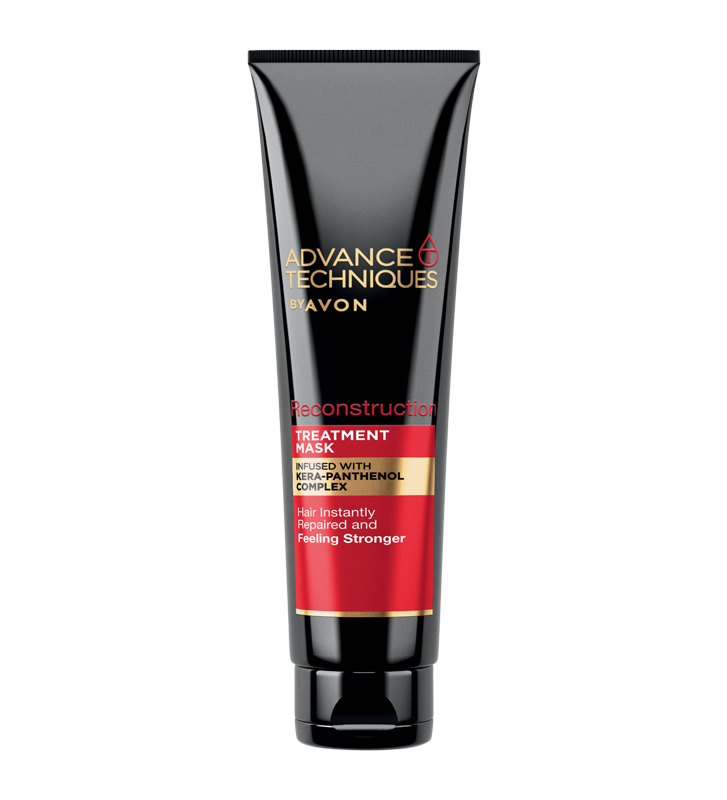 ADVANCE
TECHNIQUES
BY AVON
Reconstruction
TREATMENT
MASK
INFUSED WITH
KERA-PANTHENOL
COMPLEX
Hair Instantly
Repaired and
Feeling Stronger